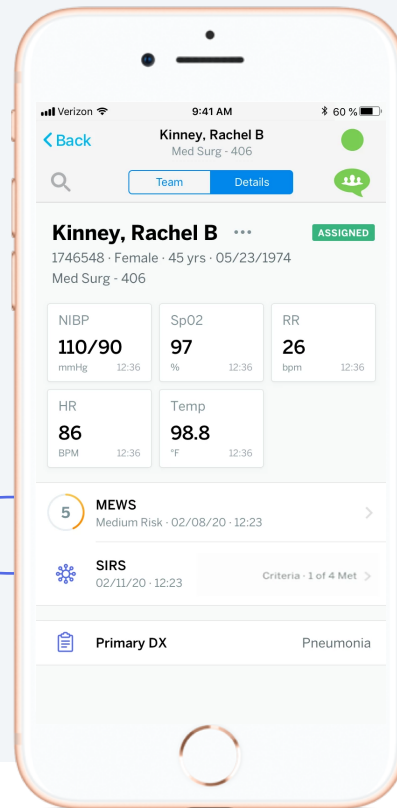 Verizon 9:41 AM 60 %
Back Kinney, Rachel B
Med Surg - 406
Team Details
Kinney, Rachel B ••• ASSIGNED
1746548 · Female · 45 yrs · 05/23/1974
Med Surg - 406
NIBP Sp02 RR
110/90 97 26
mmHg 12:36 % 12:36 bpm 12:36
HR Temp
86 98.8
BPM 12:36 °F 12:36
MEWS
5 Medium Risk · 02/08/20 · 12:23
SIRS
02/11/20 · 12:23 Criteria · 1 of 4 Met
Primary DX Pneumonia